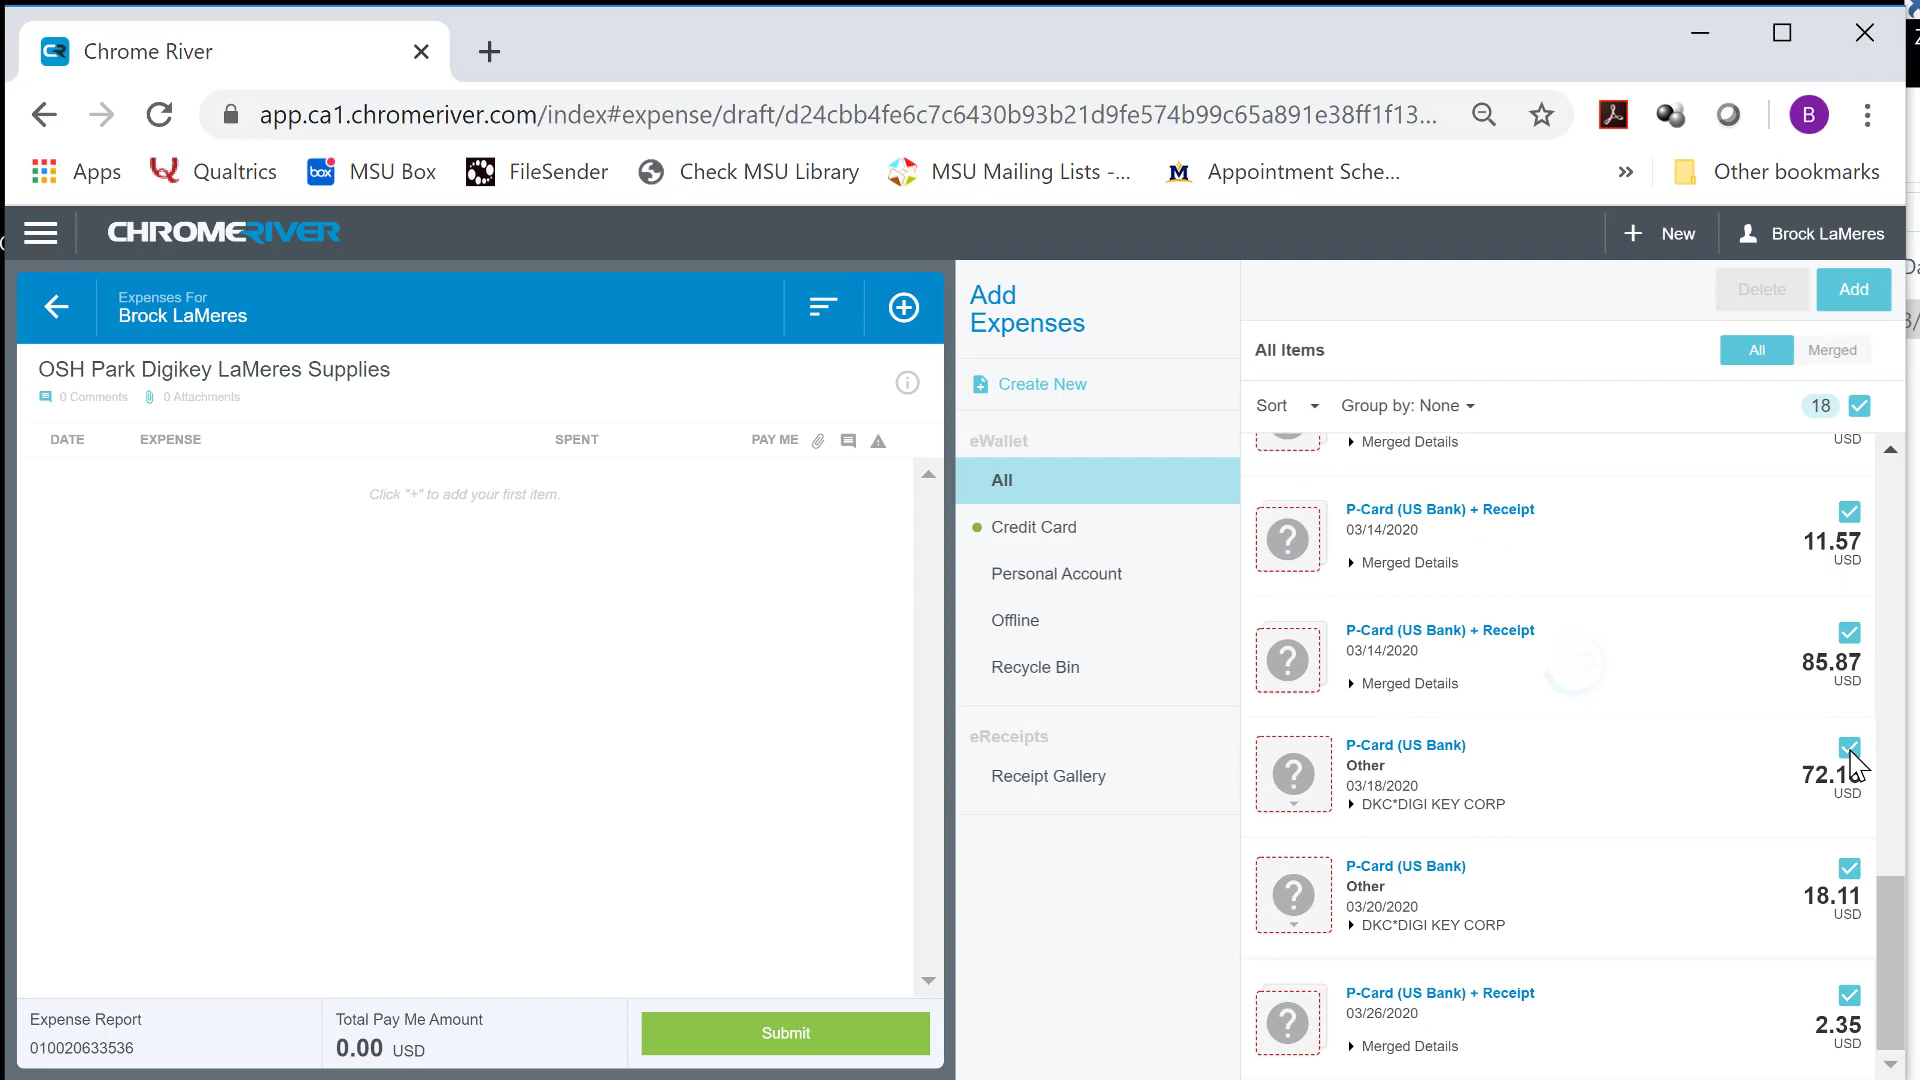 Chrome River
app.ca1.chromeriver.com/index#expense/draft/d24cbb4fe6c7c6430b93b21d9fe574b99c65a891e38ff1f13...
B
Apps
Qualtrics
box
MSU Box
FileSender
Check MSU Library
MSU Mailing Lists -...
M
Appointment Sche...
»
Other bookmarks
CHROMERIVER
New
Brock LaMeres
Expenses For
Brock LaMeres
OSH Park Digikey LaMeres Supplies
0 Comments
0 Attachments
DATE
EXPENSE
SPENT
PAY ME
Click "+" to add your first item.
Expense Report
010020633536
Total Pay Me Amount
0.00 USD
Submit
Add
Expenses
Create New
eWallet
All
Credit Card
Personal Account
Offline
Recycle Bin
eReceipts
Receipt Gallery
Delete
Add
All Items
All
Merged
Sort
Group by: None
18
Merged Details
USD
P-Card (US Bank) + Receipt
03/14/2020
Merged Details
11.57
USD
P-Card (US Bank) + Receipt
03/14/2020
Merged Details
85.87
USD
P-Card (US Bank)
Other
03/18/2020
DKC*DIGI KEY CORP
USD
P-Card (US Bank)
Other
03/20/2020
DKC*DIGI KEY CORP
18.11
USD
P-Card (US Bank) + Receipt
03/26/2020
Merged Details
2.35
USD